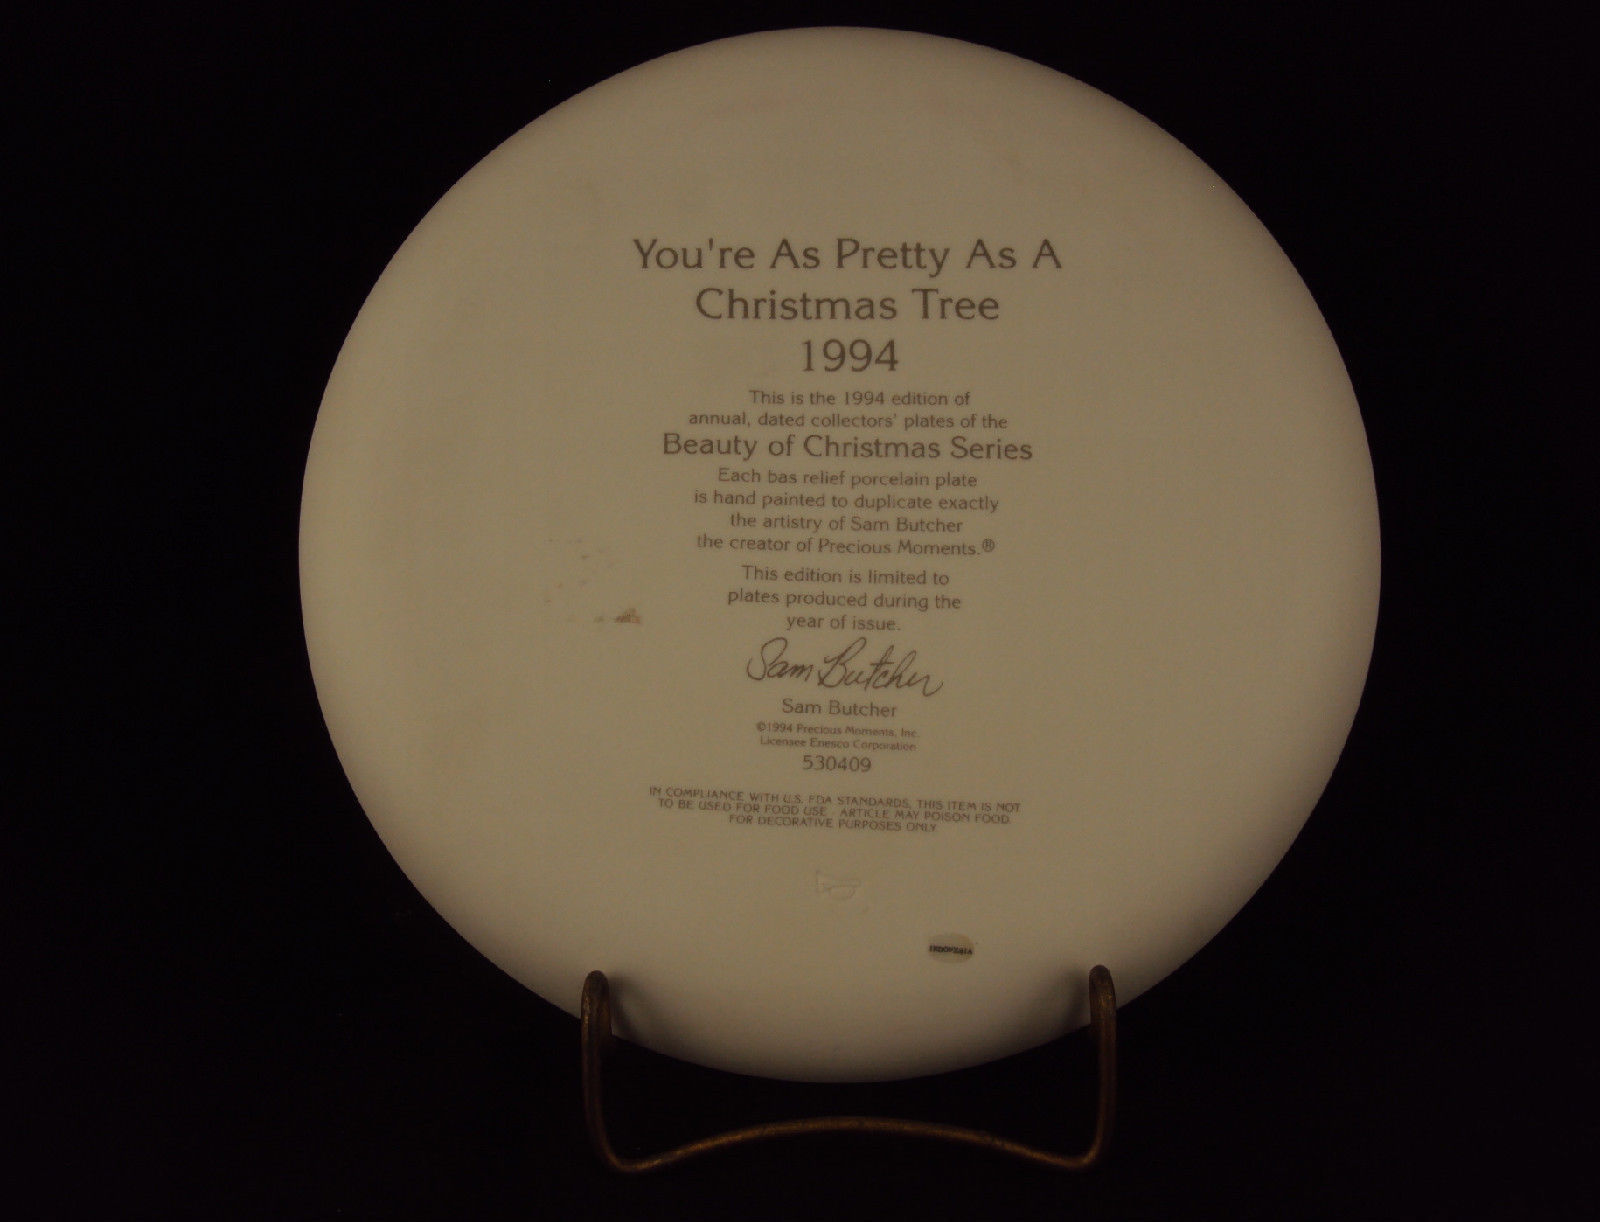 You're As Pretty As A
Christmas Tree
1994
This is the 1994 edition of
annual, dated collectors' plates of the
Beauty of Christmas Series
Each bas relief porcelain plate
is hand painted to duplicate exactly
the artistry of Sam Butcher
the creator of Precious Moments.®
This edition is limited to
plates produced during the
year of issue.
Sam Butcher
Sam Butcher
©1994 Precious Moments, Inc.
Licensee Enesco Corporation
530409
IN COMPLIANCE WITH U.S. FDA STANDARDS, THIS ITEM IS NOT
TO BE USED FOR FOOD USE - ARTICLE MAY POISON FOOD.
FOR DECORATIVE PURPOSES ONLY
INDONESIA